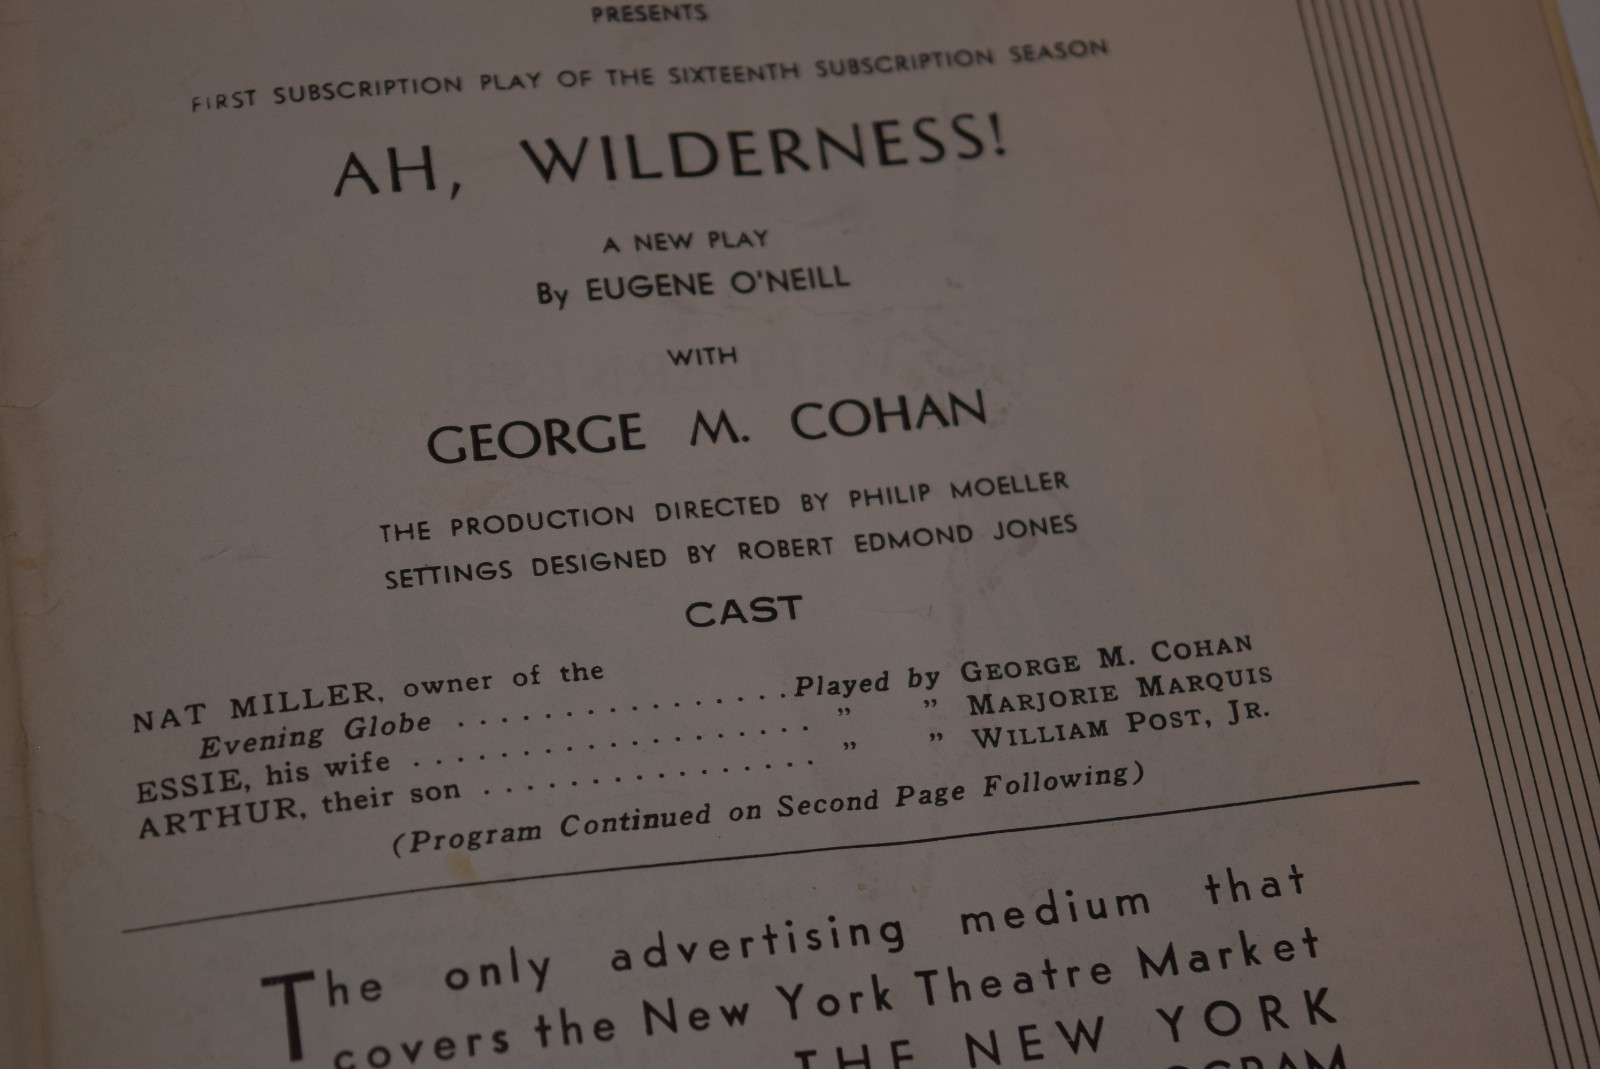 PRESENTS
FIRST SUBSCRIPTION PLAY OF THE SIXTEENTH SUBSCRIPTION SEASON
AH, WILDERNESS!
A NEW PLAY
By EUGENE O'NEILL
WITH
GEORGE M. COHAN
THE PRODUCTION DIRECTED BY PHILIP MOELLER
SETTINGS DESIGNED BY ROBERT EDMOND JONES
CAST
NAT MILLER, owner of the
Evening Globe . . . . . . . . . . . . . . . . Played by GEORGE M. COHAN
ESSIE, his wife . . . . . . . . . . . . . . . . . . . ” ” MARJORIE MARQUIS
ARTHUR, their son . . . . . . . . . . . . . . . . ” ” WILLIAM POST, JR.
(Program Continued on Second Page Following)
The only advertising medium that
covers the New York Theatre Market
THE NEW YORK